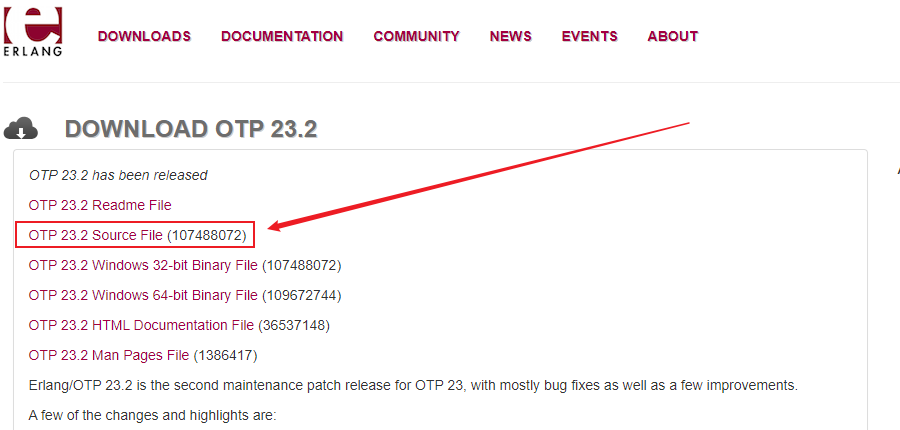 ERLANG
DOWNLOADS DOCUMENTATION COMMUNITY NEWS EVENTS ABOUT
DOWNLOAD OTP 23.2
OTP 23.2 has been released
OTP 23.2 Readme File
OTP 23.2 Source File (107488072)
OTP 23.2 Windows 32-bit Binary File (107488072)
OTP 23.2 Windows 64-bit Binary File (109672744)
OTP 23.2 HTML Documentation File (36537148)
OTP 23.2 Man Pages File (1386417)
Erlang/OTP 23.2 is the second maintenance patch release for OTP 23, with mostly bug fixes as well as a few improvements.
A few of the changes and highlights are: